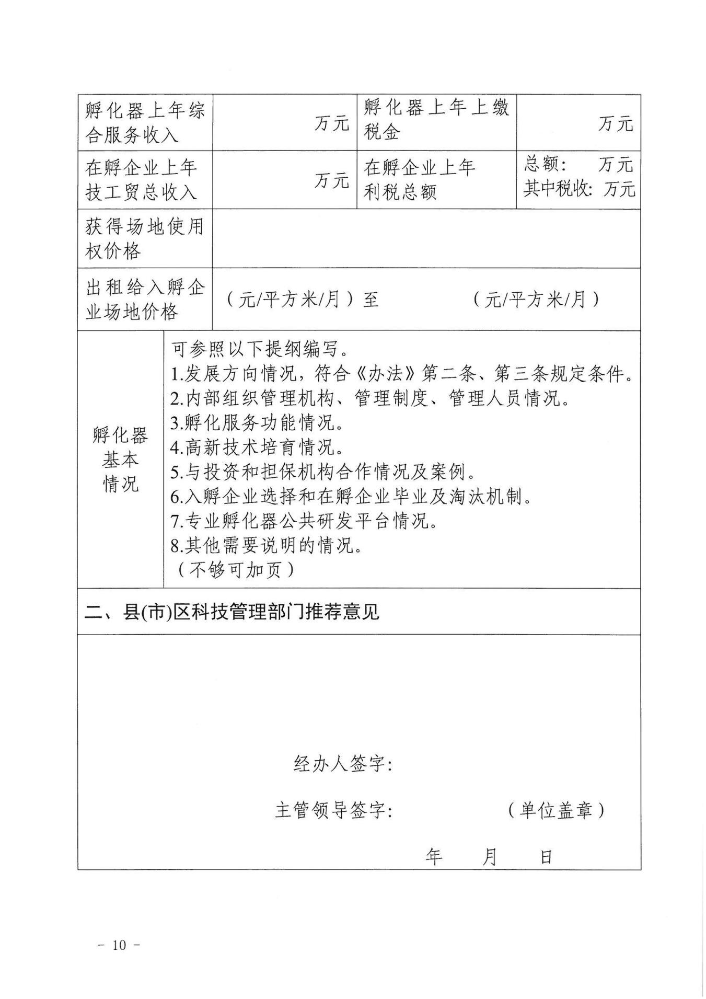 孵化器上年综
合服务收入
万元
孵化器上年上缴
税金
万元
在孵企业上年
技工贸总收入
万元
在孵企业上年
利税总额
总额： 万元
其中税收: 万元
获得场地使用
权价格
出租给入孵企
业场地价格
（元/平方米/月）至 （元/平方米/月）
孵化器
基本
情况
可参照以下提纲编写。
1.发展方向情况，符合《办法》第二条、第三条规定条件。
2.内部组织管理机构、管理制度、管理人员情况。
3.孵化服务功能情况。
4.高新技术培育情况。
5.与投资和担保机构合作情况及案例。
6.入孵企业选择和在孵企业毕业及淘汰机制。
7.专业孵化器公共研发平台情况。
8.其他需要说明的情况。
（不够可加页）
二、县(市)区科技管理部门推荐意见
经办人签字：
主管领导签字： （单位盖章）
年 月 日
- 10 -